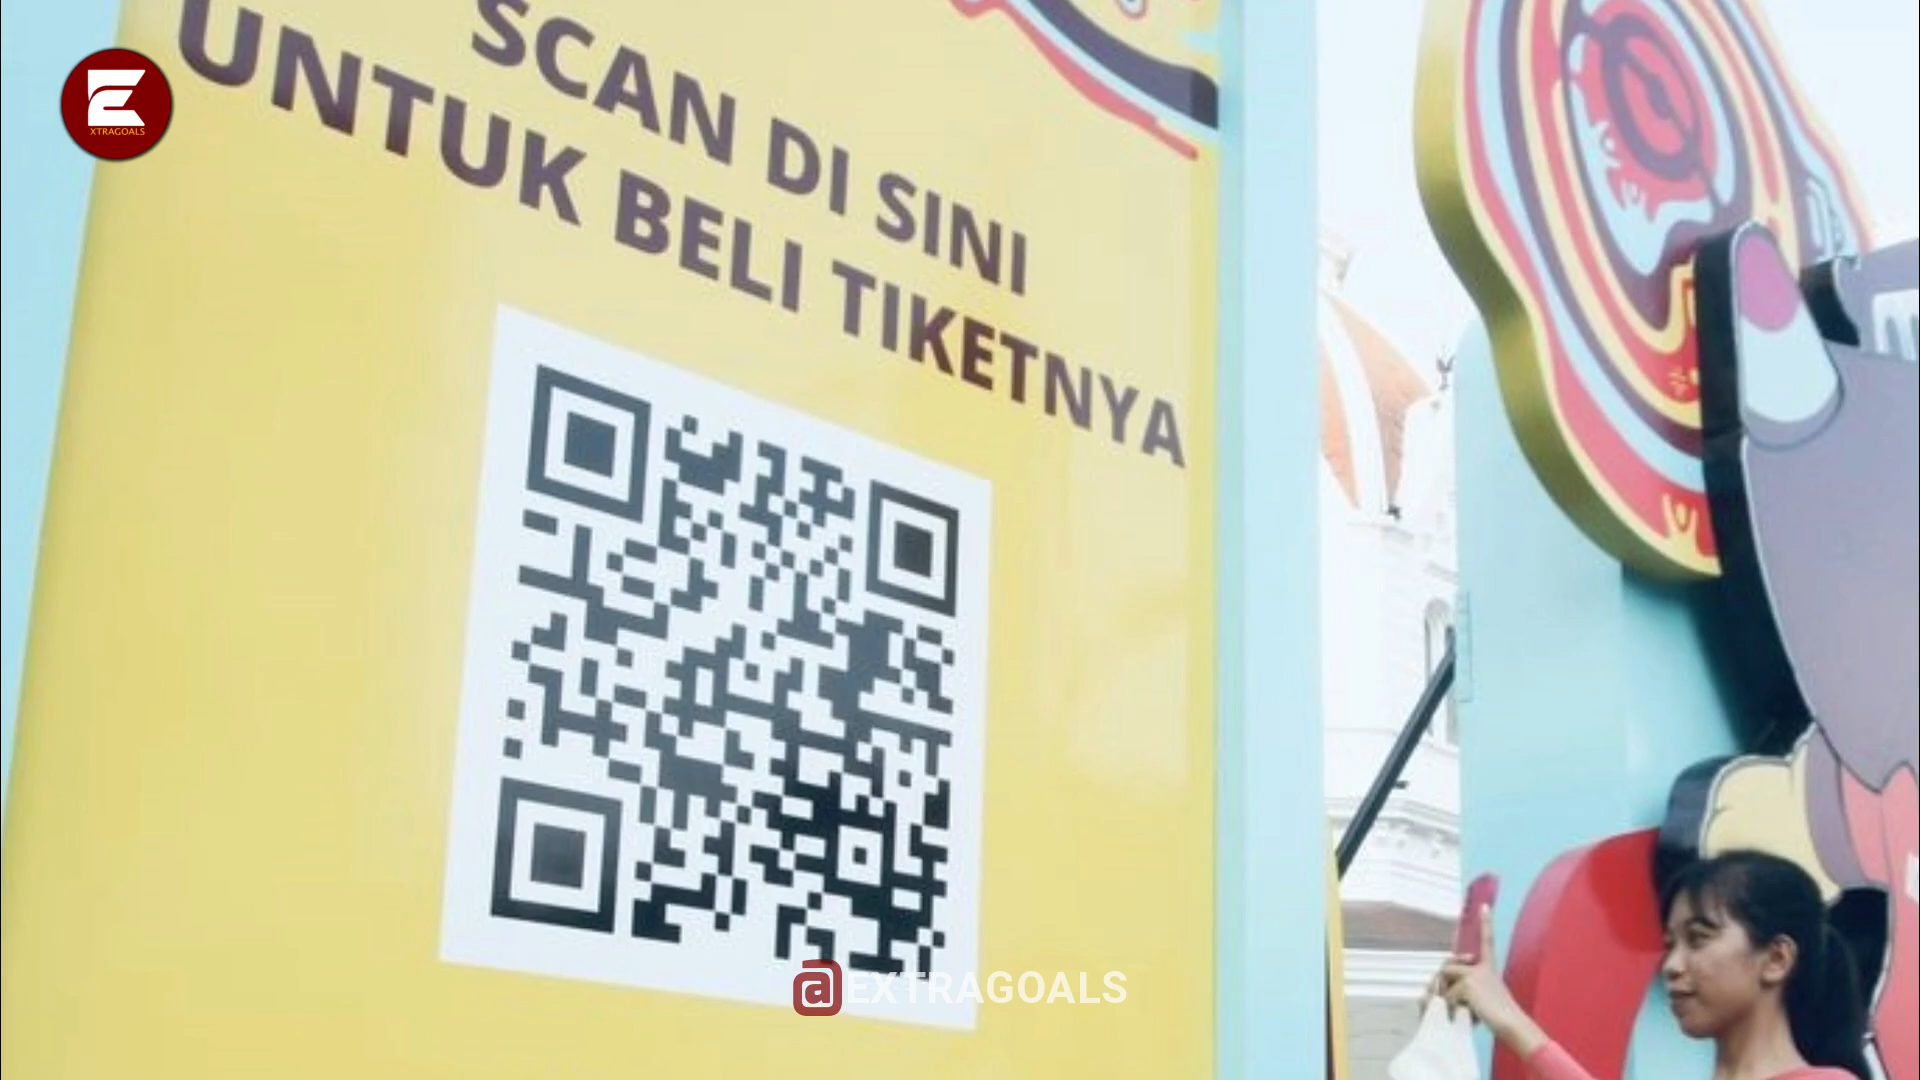 SCAN DI SINI
UNTUK BELI TIKETNYA
E
XTRAGOALS
@EXTRAGOALS